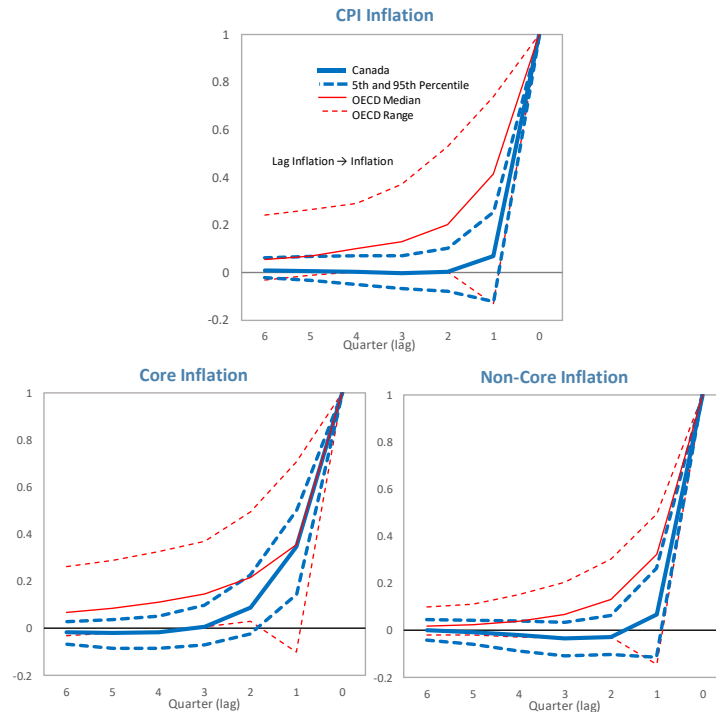 CPI Inflation
1
0.8
0.6
0.4
0.2
0
-0.2
Canada
5th and 95th Percentile
OECD Median
OECD Range
Lag Inflation → Inflation
6 5 4 3 2 1 0
Quarter (lag)
Core Inflation
1
0.8
0.6
0.4
0.2
0
-0.2
6 5 4 3 2 1 0
Quarter (lag)
Non-Core Inflation
1
0.8
0.6
0.4
0.2
0
-0.2
6 5 4 3 2 1 0
Quarter (lag)